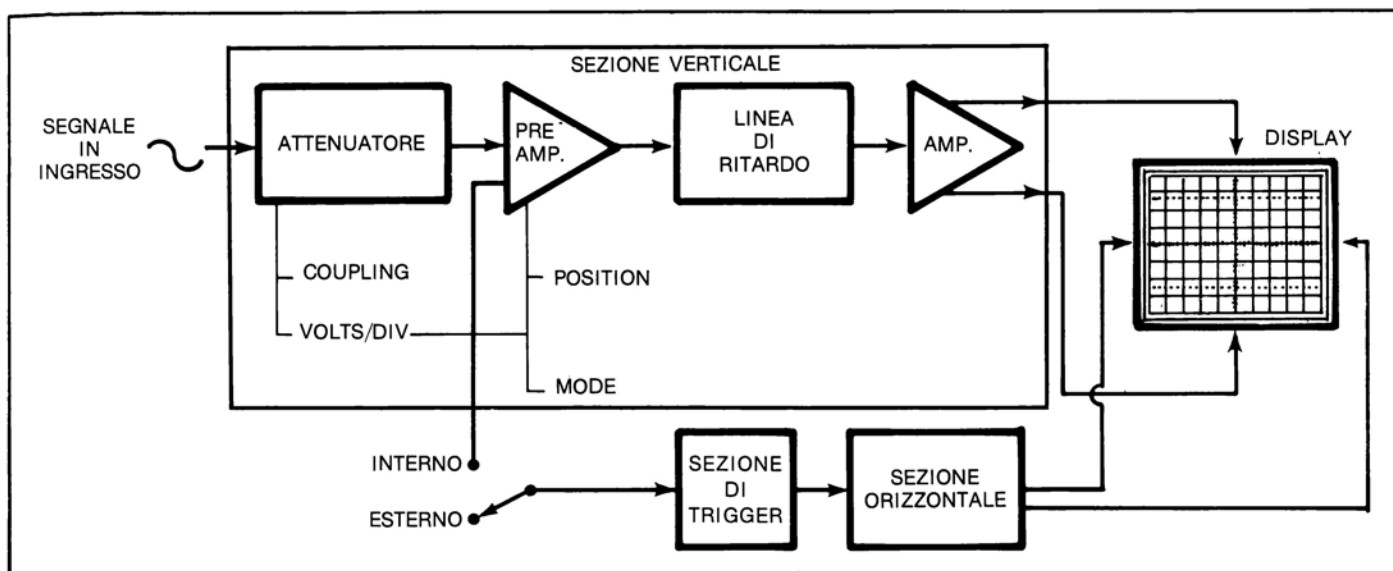 SEZIONE VERTICALE
SEGNALE
IN
INGRESSO
ATTENUATORE
PRE
AMP.
LINEA
DI
RITARDO
AMP.
DISPLAY
COUPLING
VOLTS/DIV
POSITION
MODE
INTERNO
ESTERNO
SEZIONE
DI
TRIGGER
SEZIONE
ORIZZONTALE